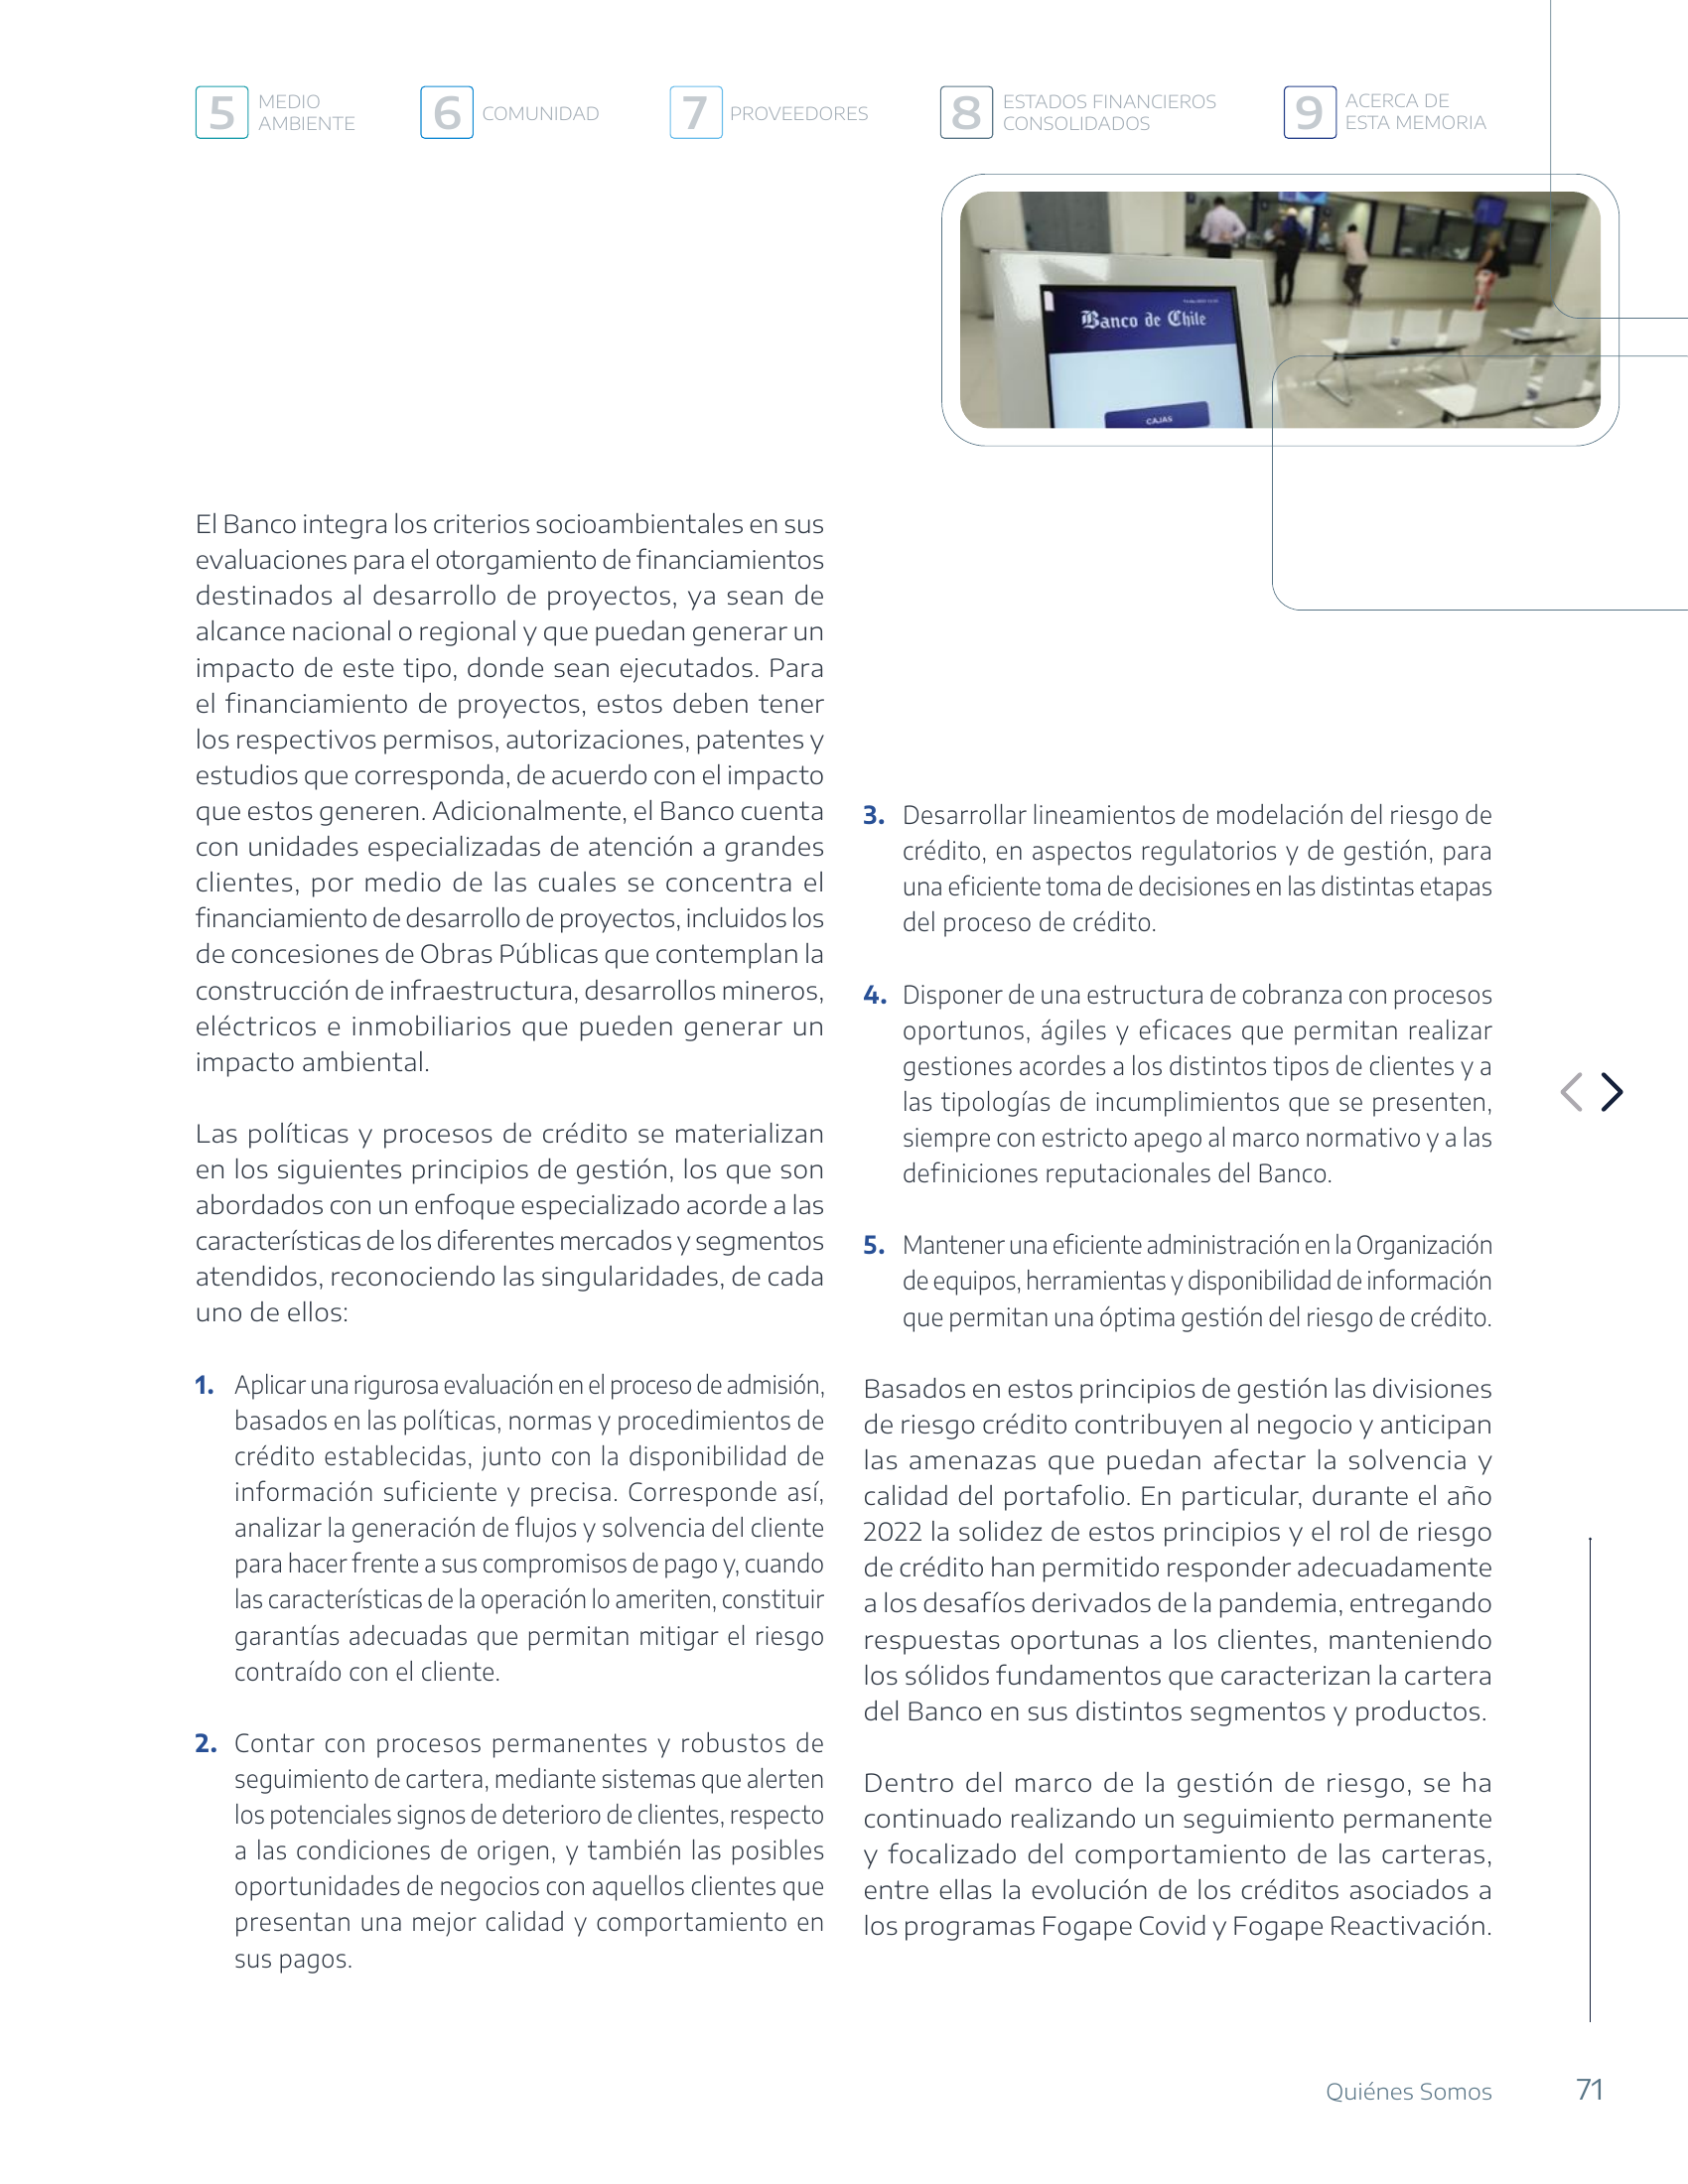 5 MEDIO
AMBIENTE
6 COMUNIDAD
7 PROVEEDORES
8 ESTADOS FINANCIEROS
CONSOLIDADOS
9 ACERCA DE
ESTA MEMORIA
Banco de Chile
CAJAS
El Banco integra los criterios socioambientales en sus
evaluaciones para el otorgamiento de financiamientos
destinados al desarrollo de proyectos, ya sean de
alcance nacional o regional y que puedan generar un
impacto de este tipo, donde sean ejecutados. Para
el financiamiento de proyectos, estos deben tener
los respectivos permisos, autorizaciones, patentes y
estudios que corresponda, de acuerdo con el impacto
que estos generen. Adicionalmente, el Banco cuenta
con unidades especializadas de atención a grandes
clientes, por medio de las cuales se concentra el
financiamiento de desarrollo de proyectos, incluidos los
de concesiones de Obras Públicas que contemplan la
construcción de infraestructura, desarrollos mineros,
eléctricos e inmobiliarios que pueden generar un
impacto ambiental.
Las políticas y procesos de crédito se materializan
en los siguientes principios de gestión, los que son
abordados con un enfoque especializado acorde a las
características de los diferentes mercados y segmentos
atendidos, reconociendo las singularidades, de cada
uno de ellos:
1. Aplicar una rigurosa evaluación en el proceso de admisión,
basados en las políticas, normas y procedimientos de
crédito establecidas, junto con la disponibilidad de
información suficiente y precisa. Corresponde así,
analizar la generación de flujos y solvencia del cliente
para hacer frente a sus compromisos de pago y, cuando
las características de la operación lo ameriten, constituir
garantías adecuadas que permitan mitigar el riesgo
contraído con el cliente.
2. Contar con procesos permanentes y robustos de
seguimiento de cartera, mediante sistemas que alerten
los potenciales signos de deterioro de clientes, respecto
a las condiciones de origen, y también las posibles
oportunidades de negocios con aquellos clientes que
presentan una mejor calidad y comportamiento en
sus pagos.
3. Desarrollar lineamientos de modelación del riesgo de
crédito, en aspectos regulatorios y de gestión, para
una eficiente toma de decisiones en las distintas etapas
del proceso de crédito.
4. Disponer de una estructura de cobranza con procesos
oportunos, ágiles y eficaces que permitan realizar
gestiones acordes a los distintos tipos de clientes y a
las tipologías de incumplimientos que se presenten,
siempre con estricto apego al marco normativo y a las
definiciones reputacionales del Banco.
5. Mantener una eficiente administración en la Organización
de equipos, herramientas y disponibilidad de información
que permitan una óptima gestión del riesgo de crédito.
Basados en estos principios de gestión las divisiones
de riesgo crédito contribuyen al negocio y anticipan
las amenazas que puedan afectar la solvencia y
calidad del portafolio. En particular, durante el año
2022 la solidez de estos principios y el rol de riesgo
de crédito han permitido responder adecuadamente
a los desafíos derivados de la pandemia, entregando
respuestas oportunas a los clientes, manteniendo
los sólidos fundamentos que caracterizan la cartera
del Banco en sus distintos segmentos y productos.
Dentro del marco de la gestión de riesgo, se ha
continuado realizando un seguimiento permanente
y focalizado del comportamiento de las carteras,
entre ellas la evolución de los créditos asociados a
los programas Fogape Covid y Fogape Reactivación.
Quiénes Somos 71